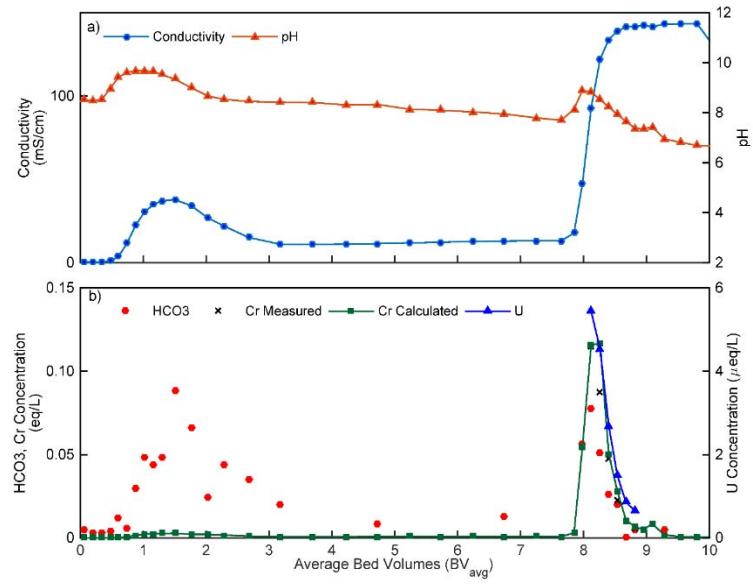 a)
Conductivity
pH
Conductivity
(mS/cm)
100
0
12
10
8
6
4
2
pH
b)
HCO3
Cr Measured
Cr Calculated
U
HCO3, Cr Concentration
(eq/L)
0.15
0.10
0.05
0
6
4
2
0
U Concentration (μeq/L)
0 1 2 3 4 5 6 7 8 9 10
Average Bed Volumes (BVavg)